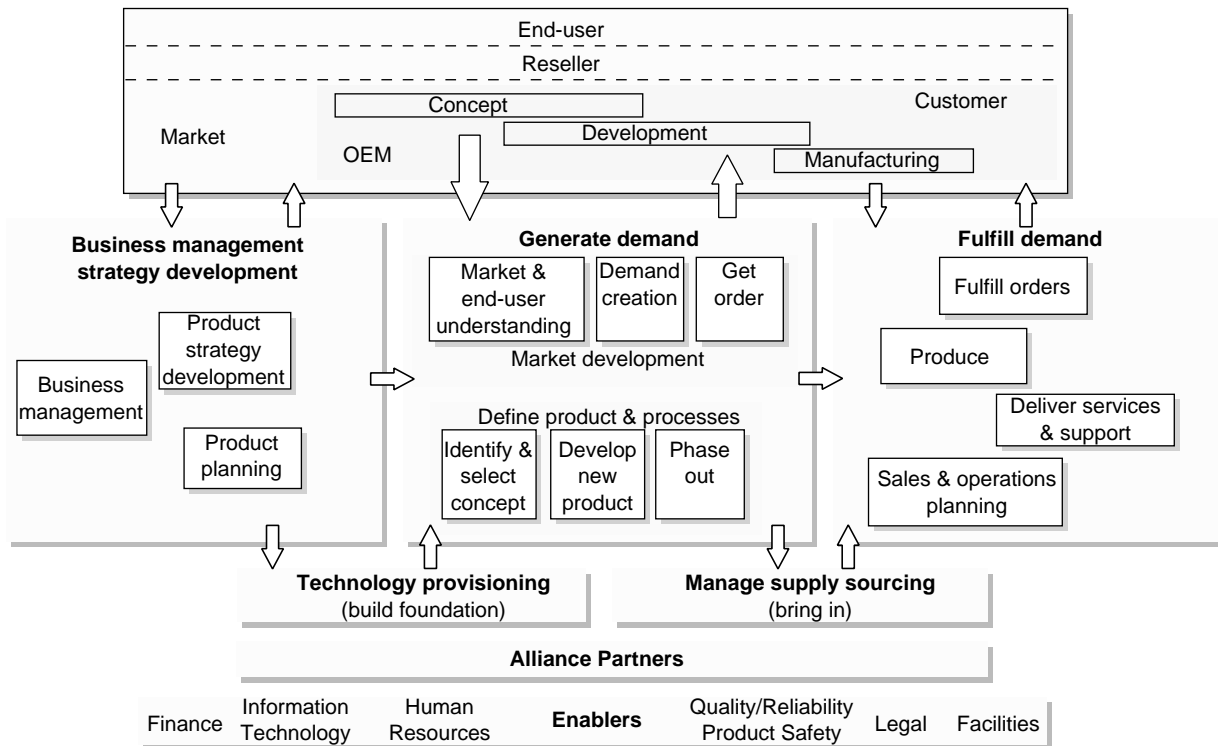 End-user
Reseller
Concept
Customer
Market
Development
OEM
Manufacturing
Business management
strategy development
Product
strategy
development
Business
management
Product
planning
Generate demand
Market &
end-user
understanding
Demand
creation
Get
order
Market development
Define product & processes
Identify &
select
concept
Develop
new
product
Phase
out
Fulfill demand
Fulfill orders
Produce
Deliver services
& support
Sales & operations
planning
Technology provisioning
(build foundation)
Manage supply sourcing
(bring in)
Alliance Partners
Finance
Information
Technology
Human
Resources
Enablers
Quality/Reliability
Product Safety
Legal
Facilities